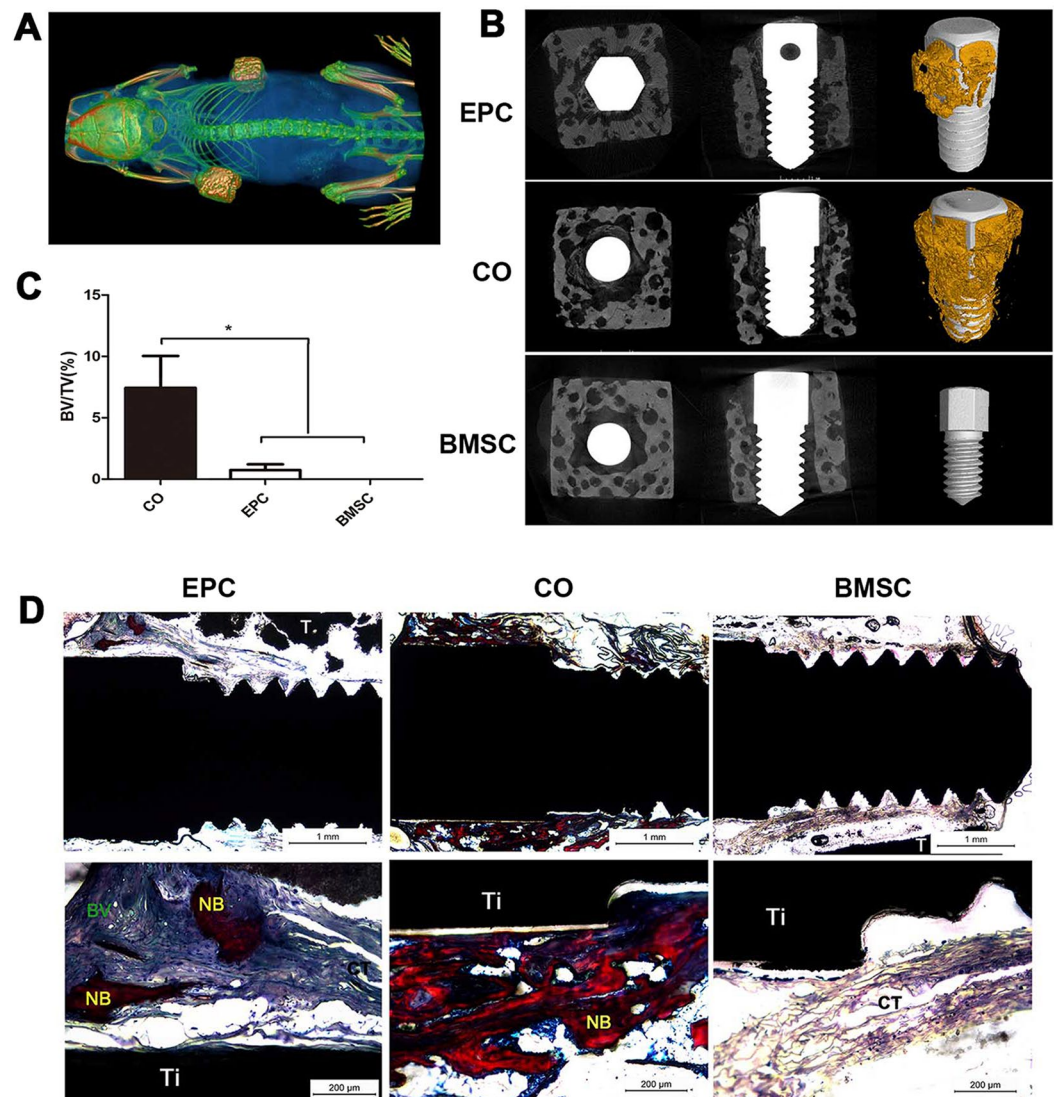 A
B
EPC
CO
BMSC
C
15
10
5
0
BV/TV(%)
*
CO
EPC
BMSC
D
EPC
CO
BMSC
T.
1 mm
1 mm
T
1 mm
BV
NB
NB
CT
Ti
200 µm
Ti
NB
200 µm
Ti
CT
200 µm